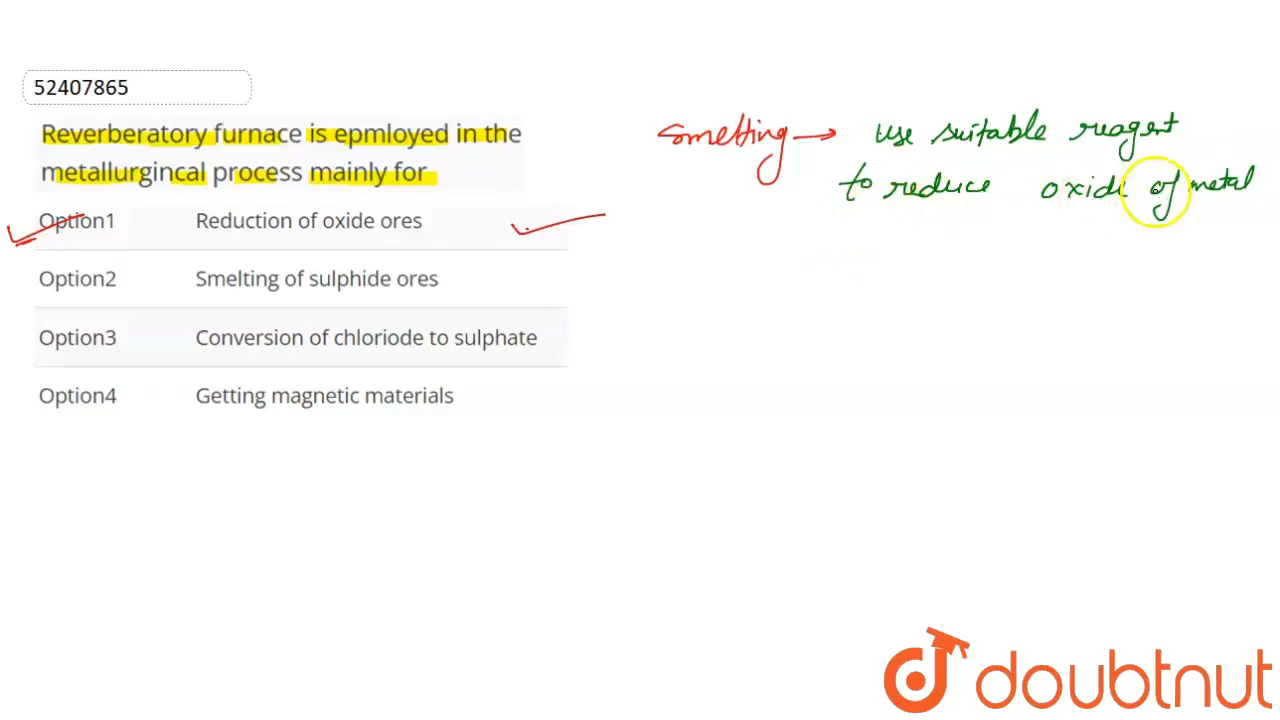 52407865
Reverberatory furnace is epmloyed in the
metallurgincal process mainly for
Option1 Reduction of oxide ores
Option2 Smelting of sulphide ores
Option3 Conversion of chloriode to sulphate
Option4 Getting magnetic materials
Smelting → use suitable reagent
to reduce oxide of metal
doubtnut